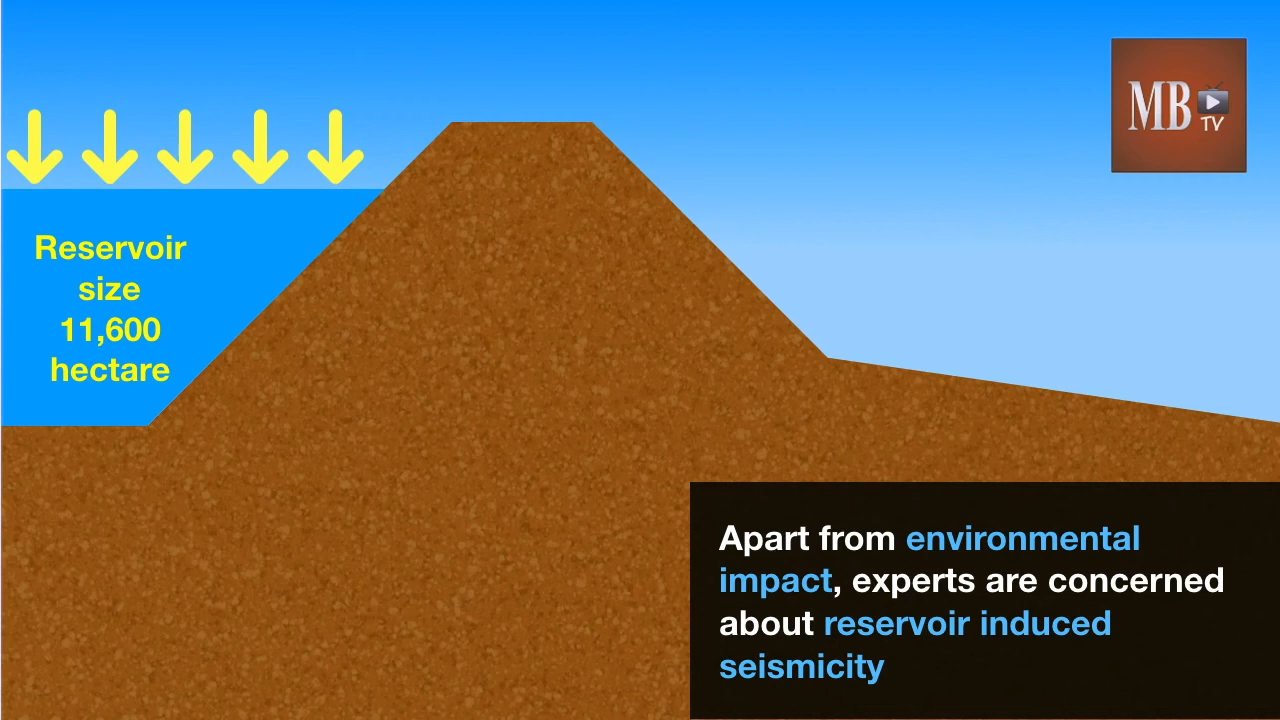 MB
TV
Reservoir
size
11,600
hectare
Apart from environmental
impact, experts are concerned
about reservoir induced
seismicity